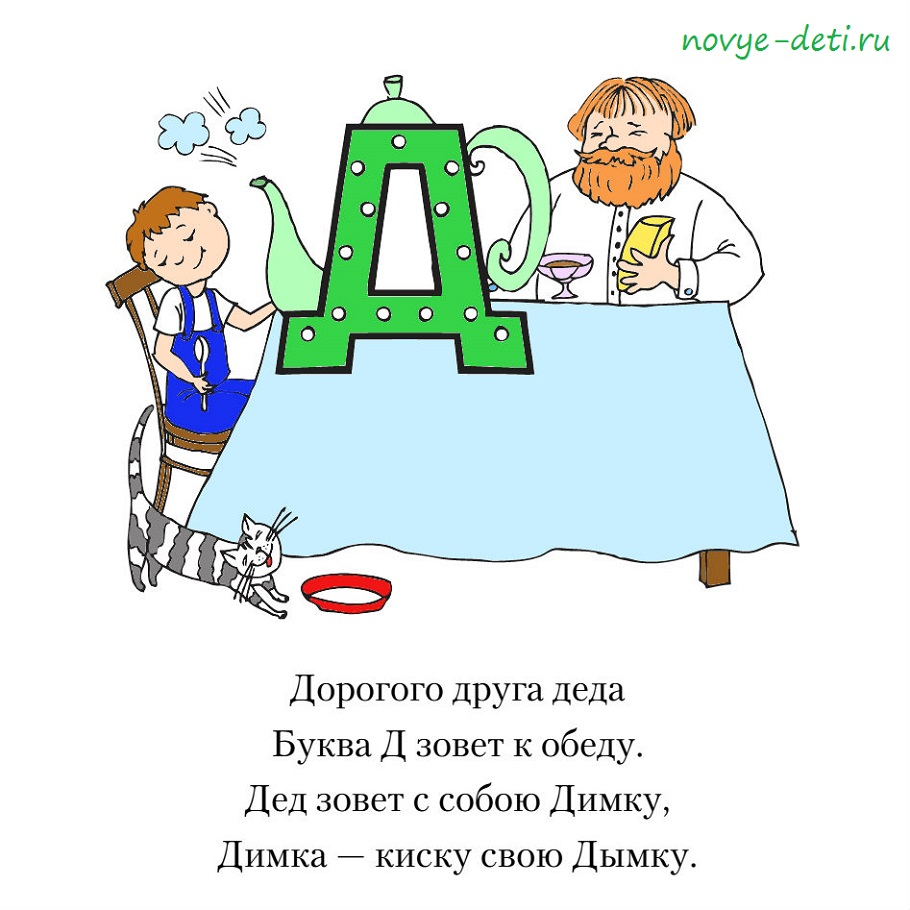 novye-deti.ru
Д
Дорогого друга деда
Буква Д зовет к обеду.
Дед зовет с собою Димку,
Димка — киску свою Дымку.